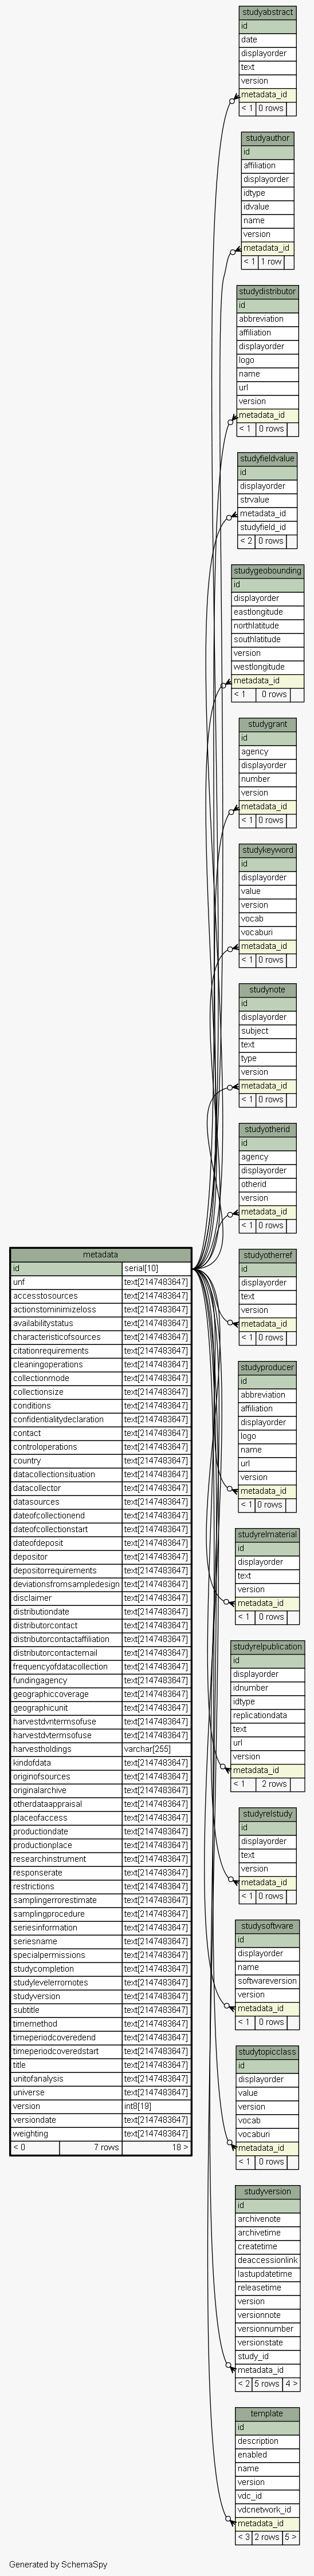 studyabstract
id
date
displayorder
text
version
metadata_id
< 1 0 rows
studyauthor
id
affiliation
displayorder
idtype
idvalue
name
version
metadata_id
< 1 1 row
studydistributor
id
abbreviation
affiliation
displayorder
logo
name
url
version
metadata_id
< 1 0 rows
studyfieldvalue
id
displayorder
strvalue
metadata_id
studyfield_id
< 2 0 rows
studygeobounding
id
displayorder
eastlongitude
northlatitude
southlatitude
version
westlongitude
metadata_id
< 1 0 rows
studygrant
id
agency
displayorder
number
version
metadata_id
< 1 0 rows
studykeyword
id
displayorder
value
version
vocab
vocaburi
metadata_id
< 1 0 rows
studynote
id
displayorder
subject
text
type
version
metadata_id
< 1 0 rows
studyotherid
id
agency
displayorder
otherid
version
metadata_id
< 1 0 rows
studyotherref
id
displayorder
text
version
metadata_id
< 1 0 rows
studyproducer
id
abbreviation
affiliation
displayorder
logo
name
url
version
metadata_id
< 1 0 rows
studyrelmaterial
id
displayorder
text
version
metadata_id
< 1 0 rows
studyrelpublication
id
displayorder
idnumber
idtype
replicationdata
text
url
version
metadata_id
< 1 2 rows
studyrelstudy
id
displayorder
text
version
metadata_id
< 1 0 rows
studysoftware
id
displayorder
name
softwareversion
version
metadata_id
< 1 0 rows
studytopicclass
id
displayorder
value
version
vocab
vocaburi
metadata_id
< 1 0 rows
studyversion
id
archivenote
archivetime
createtime
deaccessionlink
lastupdatetime
releasetime
version
versionnote
versionnumber
versionstate
study_id
metadata_id
< 2 5 rows 4 >
template
id
description
enabled
name
version
vdc_id
vdcnetwork_id
metadata_id
< 3 2 rows 5 >
metadata
id serial[10]
unf text[2147483647]
accesstosources text[2147483647]
actionstominimizeloss text[2147483647]
availabilitystatus text[2147483647]
characteristicofsources text[2147483647]
citationrequirements text[2147483647]
cleaningoperations text[2147483647]
collectionmode text[2147483647]
collectionsize text[2147483647]
conditions text[2147483647]
confidentialitydeclaration text[2147483647]
contact text[2147483647]
controloperations text[2147483647]
country text[2147483647]
datacollectionsituation text[2147483647]
datacollector text[2147483647]
datasources text[2147483647]
dateofcollectionend text[2147483647]
dateofcollectionstart text[2147483647]
dateofdeposit text[2147483647]
depositor text[2147483647]
depositorrequirements text[2147483647]
deviationsfromsampledesign text[2147483647]
disclaimer text[2147483647]
distributiondate text[2147483647]
distributorcontact text[2147483647]
distributorcontactaffiliation text[2147483647]
distributorcontactemail text[2147483647]
frequencyofdatacollection text[2147483647]
fundingagency text[2147483647]
geographiccoverage text[2147483647]
geographicunit text[2147483647]
harvestdvntermsofuse text[2147483647]
harvestdvtermsofuse text[2147483647]
harvestholdings varchar[255]
kindofdata text[2147483647]
originofsources text[2147483647]
originalarchive text[2147483647]
otherdataappraisal text[2147483647]
placeofaccess text[2147483647]
productiondate text[2147483647]
productionplace text[2147483647]
researchinstrument text[2147483647]
responserate text[2147483647]
restrictions text[2147483647]
samplingerrorestimate text[2147483647]
samplingprocedure text[2147483647]
seriesinformation text[2147483647]
seriesname text[2147483647]
specialpermissions text[2147483647]
studycompletion text[2147483647]
studylevelerrornotes text[2147483647]
studyversion text[2147483647]
subtitle text[2147483647]
timemethod text[2147483647]
timeperiodcoveredend text[2147483647]
timeperiodcoveredstart text[2147483647]
title text[2147483647]
unitofanalysis text[2147483647]
universe text[2147483647]
version int8[19]
versiondate text[2147483647]
weighting text[2147483647]
< 0 7 rows 18 >
Generated by SchemaSpy